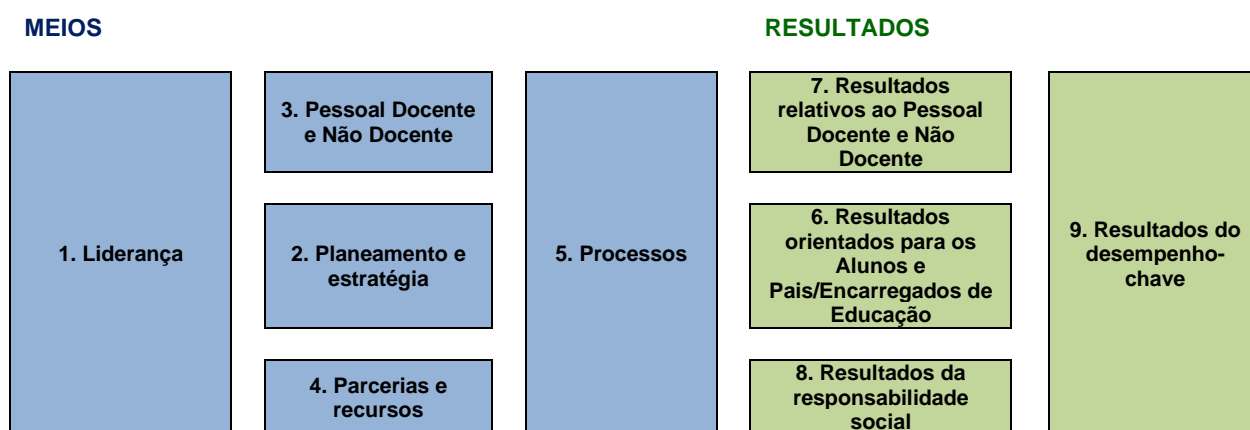 MEIOS
RESULTADOS
1. Liderança
3. Pessoal Docente
e Não Docente
2. Planeamento e
estratégia
4. Parcerias e
recursos
5. Processos
7. Resultados
relativos ao Pessoal
Docente e Não
Docente
6. Resultados
orientados para os
Alunos e
Pais/Encarregados de
Educação
8. Resultados da
responsabilidade
social
9. Resultados do
desempenho-
chave